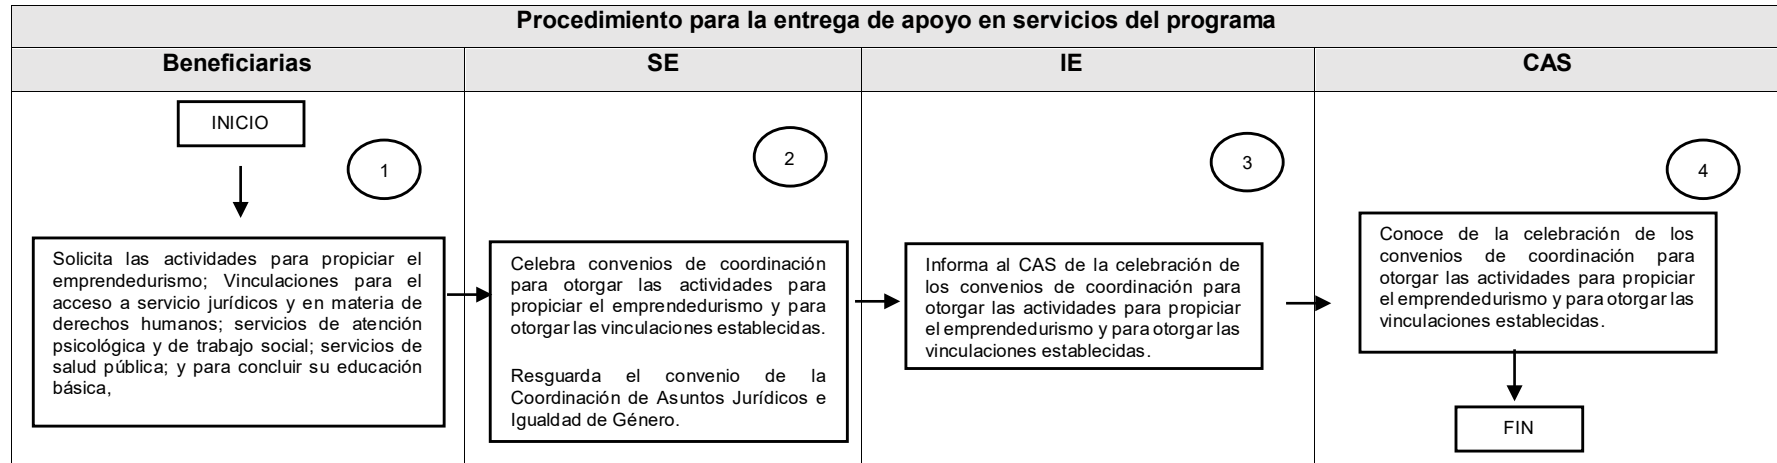 Procedimiento para la entrega de apoyo en servicios del programa
Beneficiarias
SE
IE
CAS
INICIO
1
Solicita las actividades para propiciar el
emprendedurismo; Vinculaciones para el
acceso a servicio jurídicos y en materia de
derechos humanos; servicios de atención
psicológica y de trabajo social; servicios de
salud pública; y para concluir su educación
básica,
2
Celebra convenios de coordinación
para otorgar las actividades para
propiciar el emprendedurismo y para
otorgar las vinculaciones establecidas.
Resguarda el convenio de la
Coordinación de Asuntos Jurídicos e
Igualdad de Género.
3
Informa al CAS de la celebración de
los convenios de coordinación para
otorgar las actividades para propiciar
el emprendedurismo y para otorgar las
vinculaciones establecidas.
4
Conoce de la celebración de los
convenios de coordinación para
otorgar las actividades para propiciar
el emprendedurismo y para otorgar las
vinculaciones establecidas.
FIN